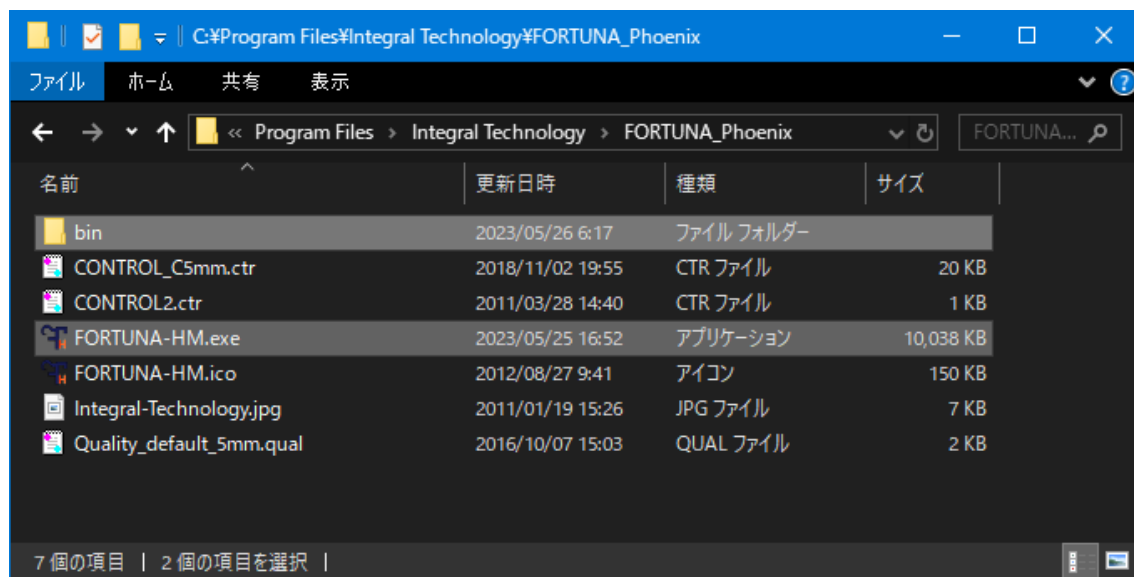 C:¥Program Files¥Integral Technology¥FORTUNA_Phoenix
ファイル ホーム 共有 表示
« Program Files › Integral Technology › FORTUNA_Phoenix FORTUNA...
名前 更新日時 種類 サイズ
bin 2023/05/26 6:17 ファイル フォルダー
CONTROL_C5mm.ctr 2018/11/02 19:55 CTR ファイル 20 KB
CONTROL2.ctr 2011/03/28 14:40 CTR ファイル 1 KB
FORTUNA-HM.exe 2023/05/25 16:52 アプリケーション 10,038 KB
FORTUNA-HM.ico 2012/08/27 9:41 アイコン 150 KB
Integral-Technology.jpg 2011/01/19 15:26 JPG ファイル 7 KB
Quality_default_5mm.qual 2016/10/07 15:03 QUAL ファイル 2 KB
7 個の項目 | 2 個の項目を選択 |